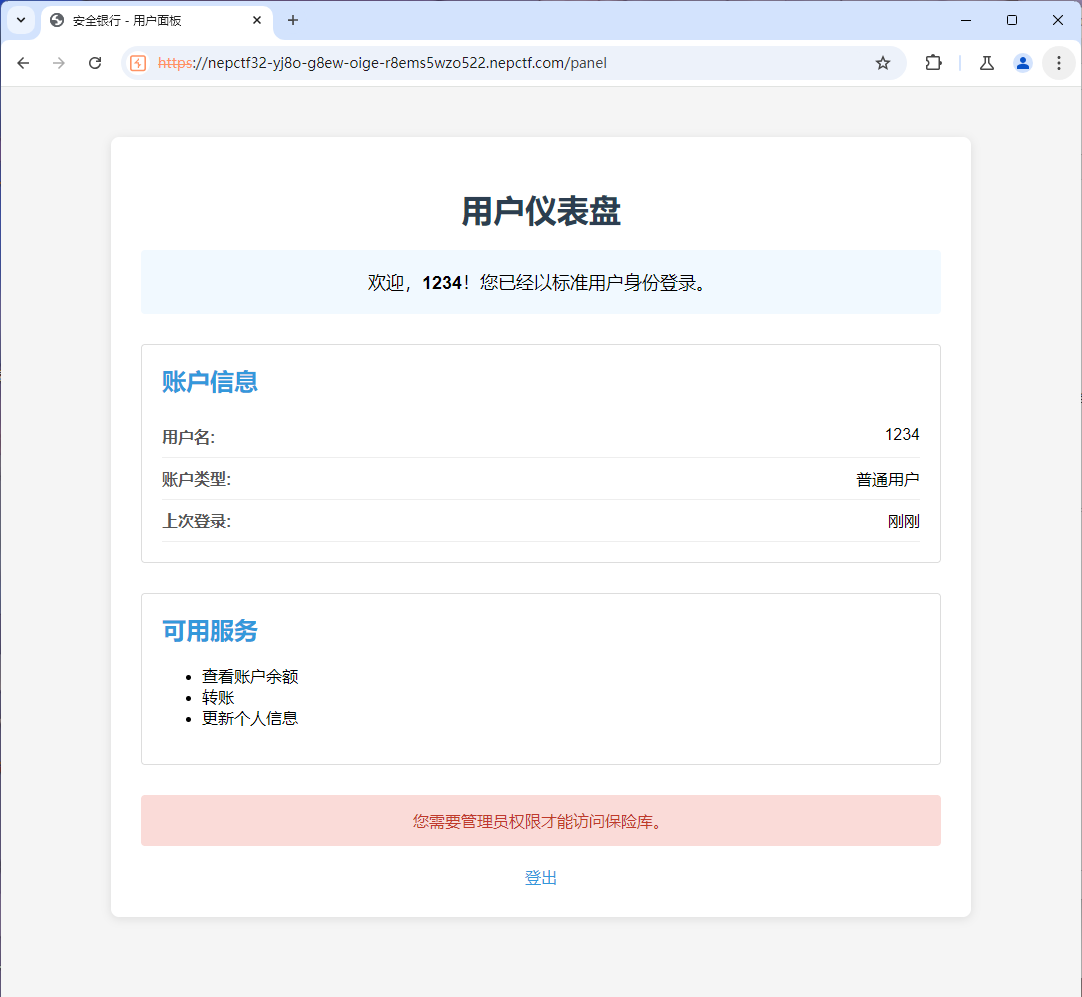 安全银行 - 用户面板
https://nepctf32-yj8o-g8ew-oige-r8ems5wzo522.nepctf.com/panel
用户仪表盘
欢迎，1234！您已经以标准用户身份登录。
账户信息
用户名: 1234
账户类型: 普通用户
上次登录: 刚刚
可用服务
查看账户余额
转账
更新个人信息
您需要管理员权限才能访问保险库。
登出